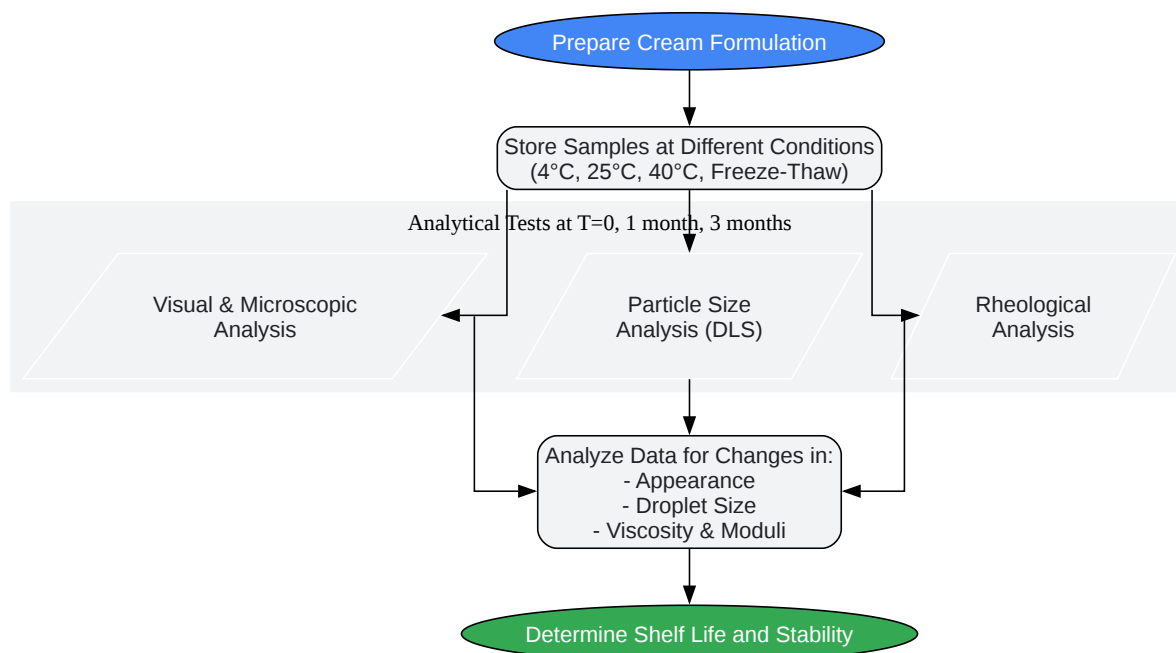 Prepare Cream Formulation
Store Samples at Different Conditions
(4°C, 25°C, 40°C, Freeze-Thaw)
Analytical Tests at T=0, 1 month, 3 months
Visual & Microscopic
Analysis
Particle Size
Analysis (DLS)
Rheological
Analysis
Analyze Data for Changes in:
- Appearance
- Droplet Size
- Viscosity & Moduli
Determine Shelf Life and Stability